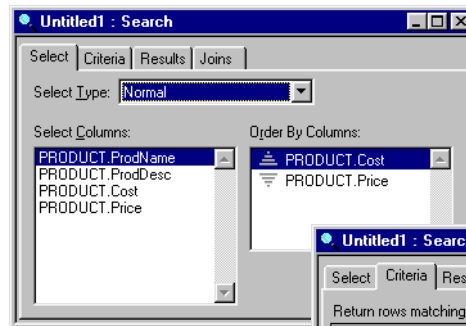 Untitled1 : Search
Select Criteria Results Joins
Select Type: Normal
Select Columns: Order By Columns:
PRODUCT.ProdName
PRODUCT.ProdDesc
PRODUCT.Cost
PRODUCT.Price
PRODUCT.Cost
PRODUCT.Price
Untitled1 : Searc
Select Criteria Res
Return rows matching